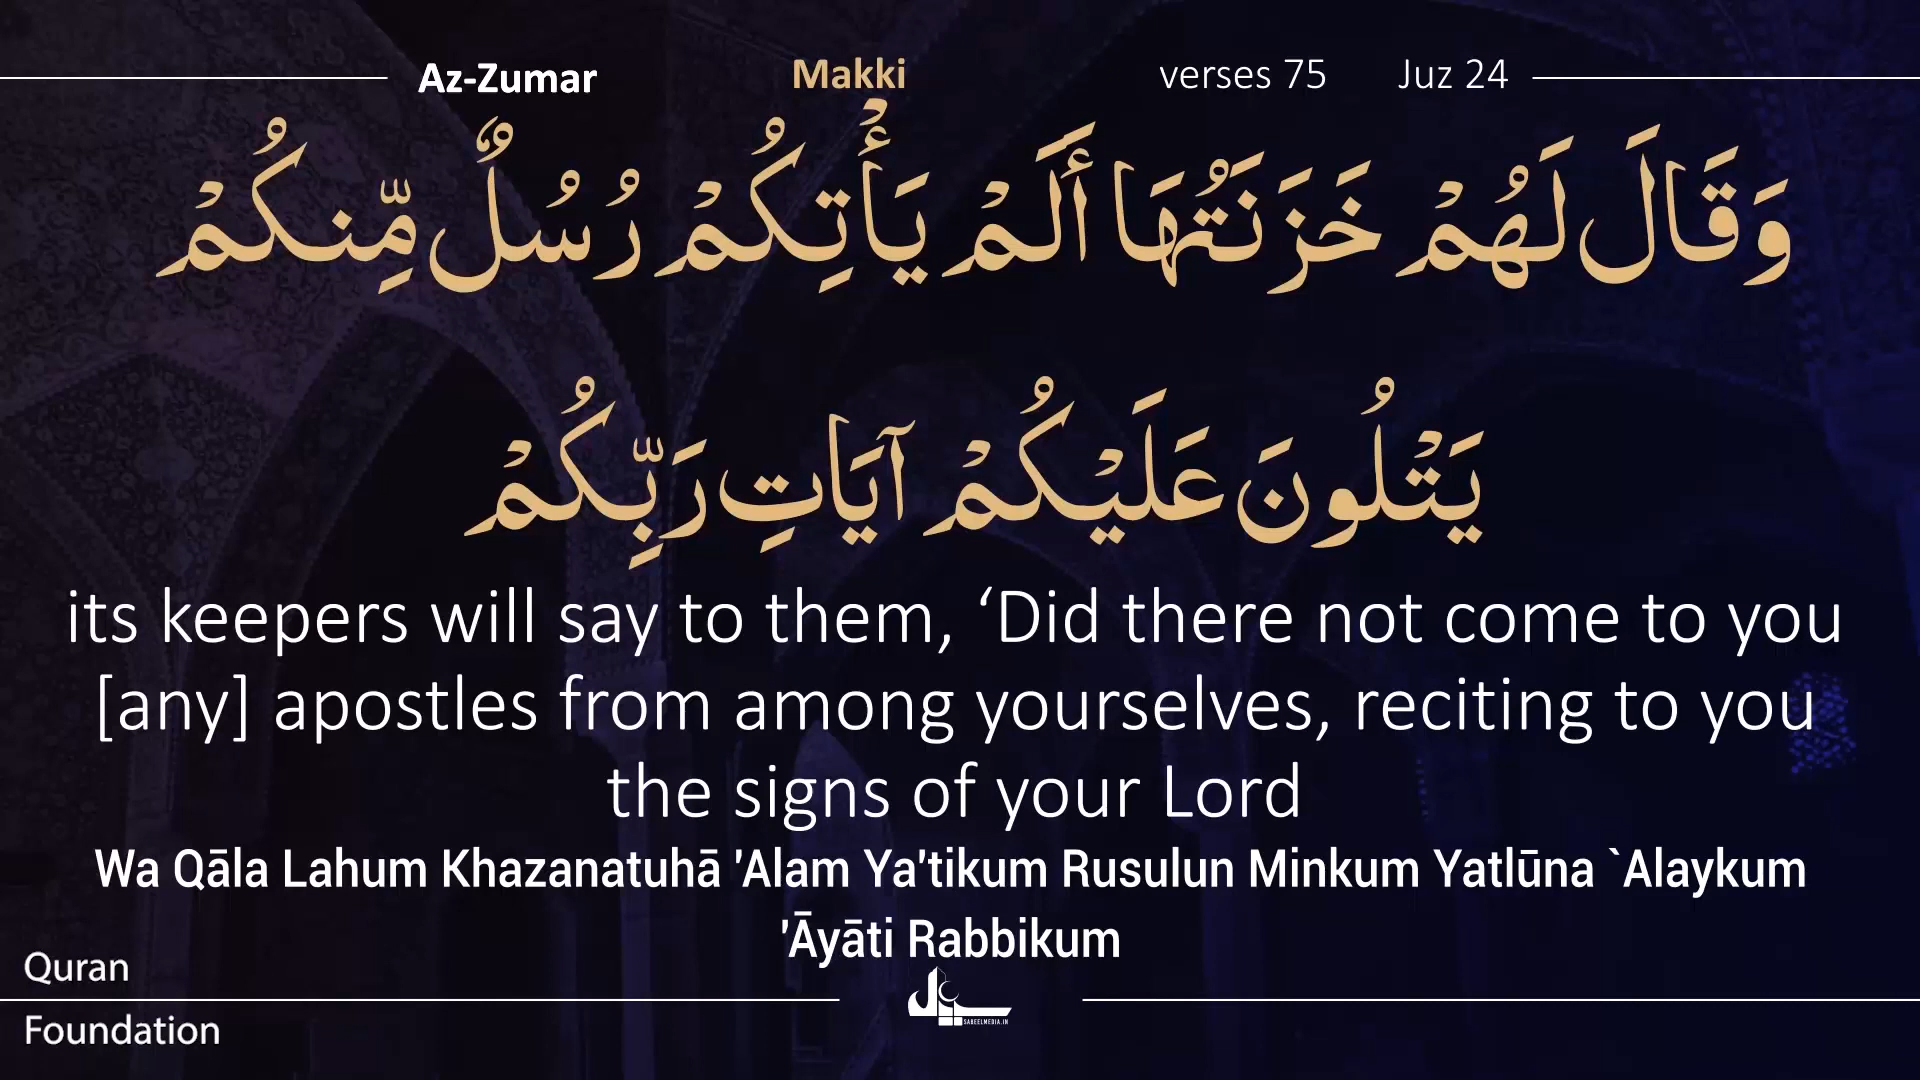 Az-Zumar Makki verses 75 Juz 24
وَقَالَ لَهُمْ خَزَنَتُهَا أَلَمْ يَأْتِكُمْ رُسُلٌ مِّنكُمْ
يَتْلُونَ عَلَيْكُمْ آيَاتِ رَبِّكُمْ
its keepers will say to them, ‘Did there not come to you
[any] apostles from among yourselves, reciting to you
the signs of your Lord
Wa Qāla Lahum Khazanatuhā 'Alam Ya'tikum Rusulun Minkum Yatlūna `Alaykum
'Āyāti Rabbikum
Quran
Foundation
SABEELMEDIA.IN